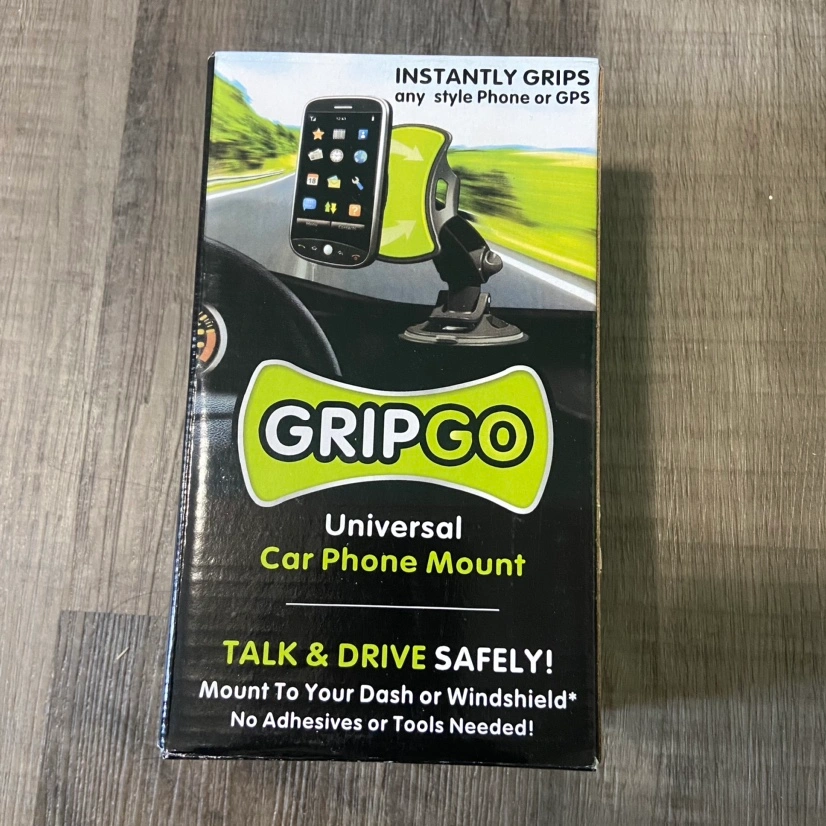 INSTANTLY GRIPS
any style Phone or GPS
GRIPGO
Universal
Car Phone Mount
TALK & DRIVE SAFELY!
Mount To Your Dash or Windshield*
No Adhesives or Tools Needed!